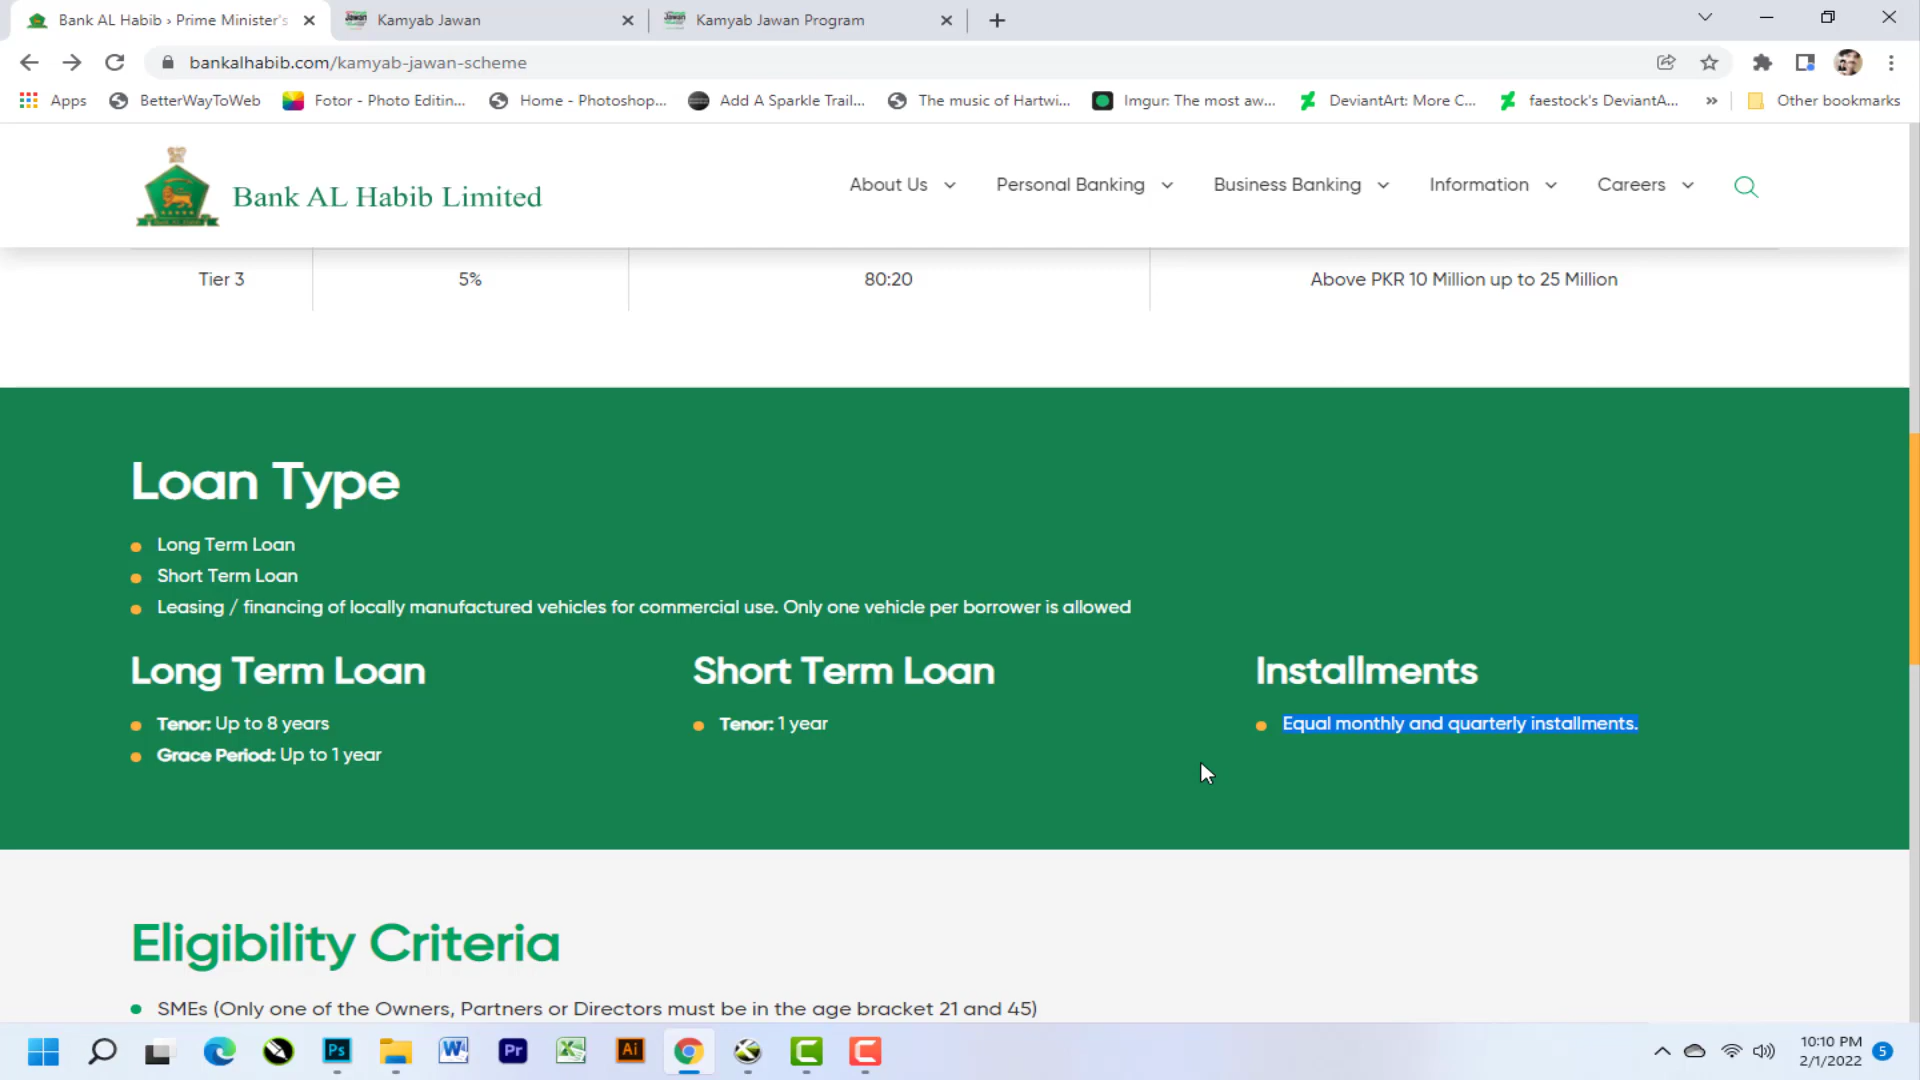 Bank AL Habib › Prime Minister's
Kamyab Jawan
Kamyab Jawan Program
bankalhabib.com/kamyab-jawan-scheme
Apps
BetterWayToWeb
Fotor - Photo Editin...
Home - Photoshop...
Add A Sparkle Trail...
The music of Hartwi...
Imgur: The most aw...
DeviantArt: More C...
faestock's DeviantA...
»
Other bookmarks
Bank AL Habib Limited
About Us
Personal Banking
Business Banking
Information
Careers
Tier 3 5% 80:20 Above PKR 10 Million up to 25 Million
Loan Type
Long Term Loan
Short Term Loan
Leasing / financing of locally manufactured vehicles for commercial use. Only one vehicle per borrower is allowed
Long Term Loan
Tenor: Up to 8 years
Grace Period: Up to 1 year
Short Term Loan
Tenor: 1 year
Installments
Equal monthly and quarterly installments.
Eligibility Criteria
SMEs (Only one of the Owners, Partners or Directors must be in the age bracket 21 and 45)
Ps
W
Pr
X
Ai
C
C
10:10 PM
2/1/2022
5